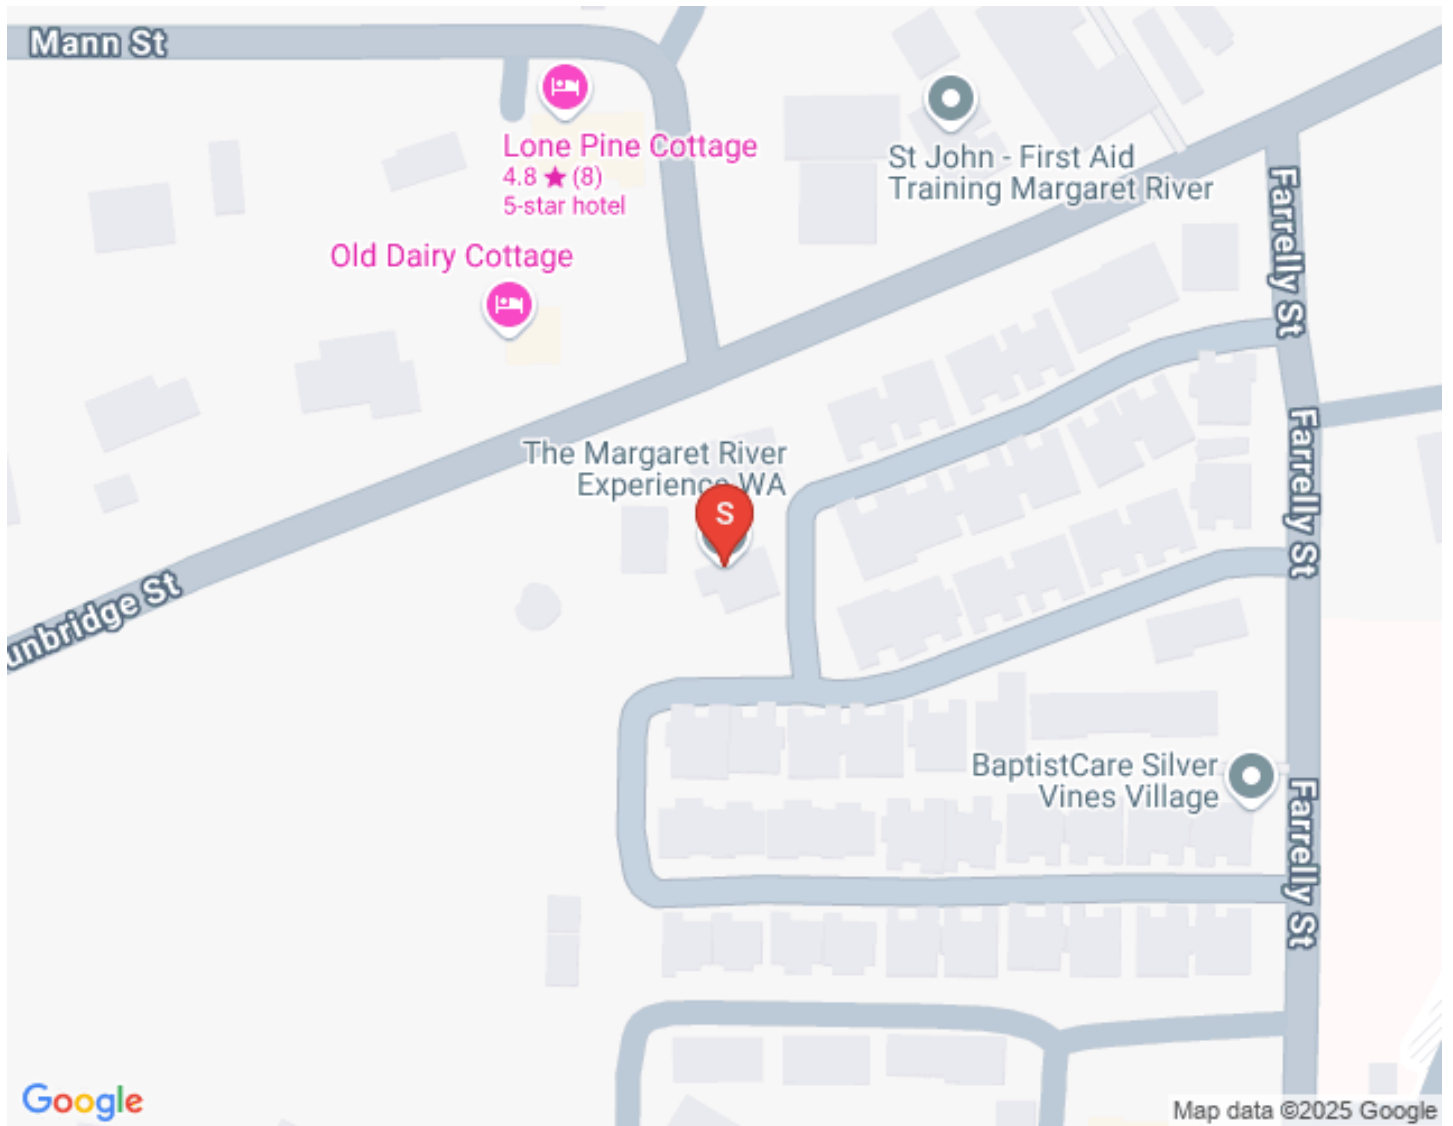 Mann St
Lone Pine Cottage
4.8 ★ (8)
5-star hotel
St John - First Aid
Training Margaret River
Farrelly St
Old Dairy Cottage
The Margaret River
Experience WA
S
Farrelly St
unbridge St
BaptistCare Silver
Vines Village
Farrelly St
Google
Map data ©2025 Google